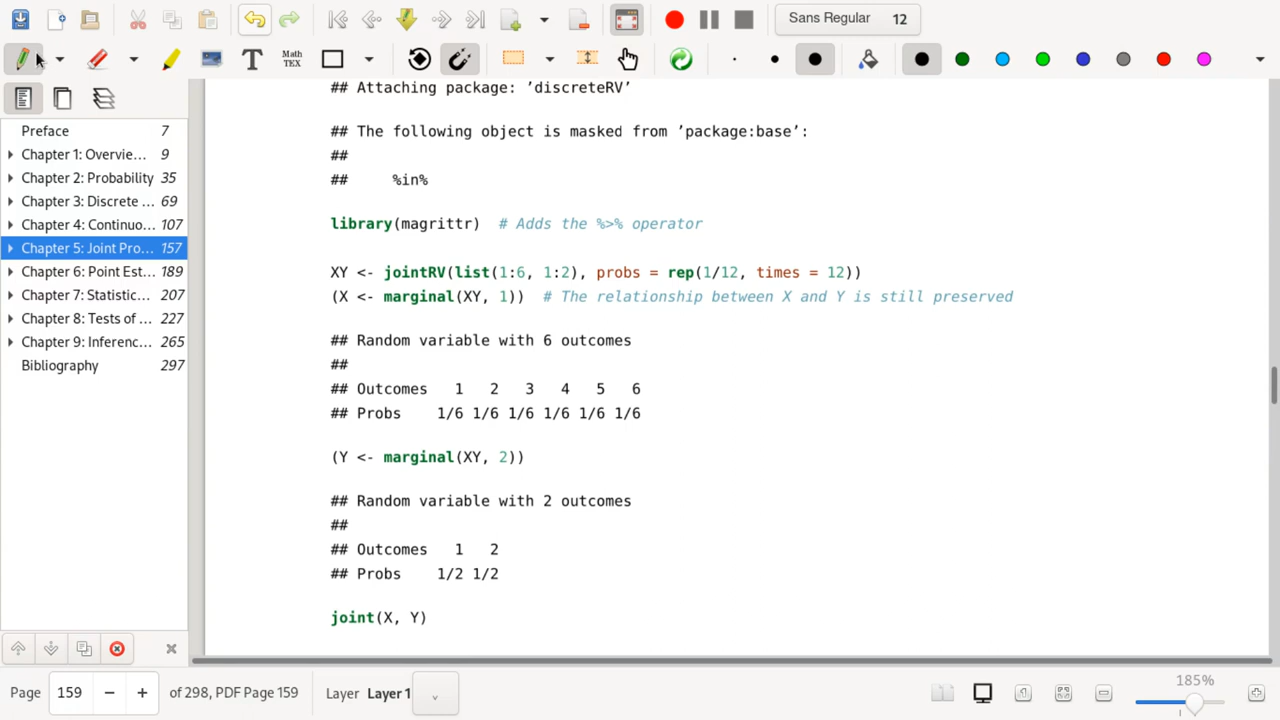 Sans Regular 12
Math
TEX
Preface 7
Chapter 1: Overvie... 9
Chapter 2: Probability 35
Chapter 3: Discrete ... 69
Chapter 4: Continuo... 107
Chapter 5: Joint Pro... 157
Chapter 6: Point Est... 189
Chapter 7: Statistic... 207
Chapter 8: Tests of ... 227
Chapter 9: Inferenc... 265
Bibliography 297
## Attaching package: ’discreteRV’
## The following object is masked from ’package:base’:
##
##     %in%
library(magrittr)  # Adds the %>% operator
XY <- jointRV(list(1:6, 1:2), probs = rep(1/12, times = 12))
(X <- marginal(XY, 1))  # The relationship between X and Y is still preserved
## Random variable with 6 outcomes
##
## Outcomes   1   2   3   4   5   6
## Probs    1/6 1/6 1/6 1/6 1/6 1/6
(Y <- marginal(XY, 2))
## Random variable with 2 outcomes
##
## Outcomes   1   2
## Probs    1/2 1/2
joint(X, Y)
Page 159 of 298, PDF Page 159 Layer Layer 1
185%